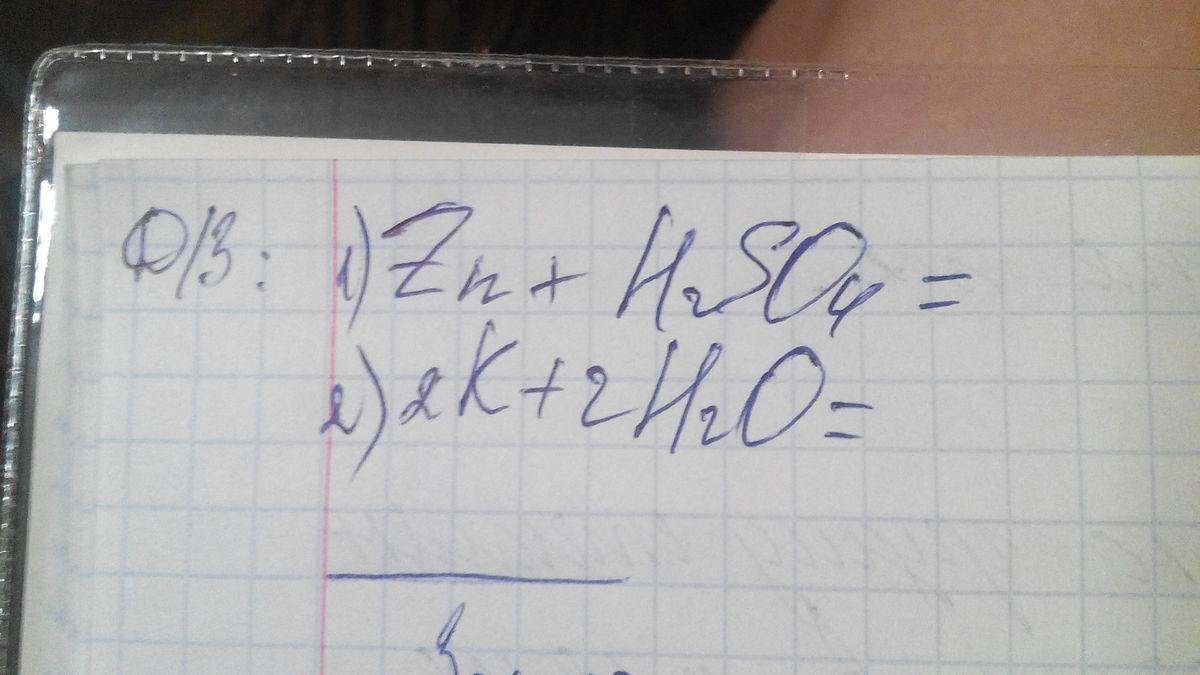 Д/З: 1) Zn + H₂SO₄ =
2) 2K + 2H₂O =